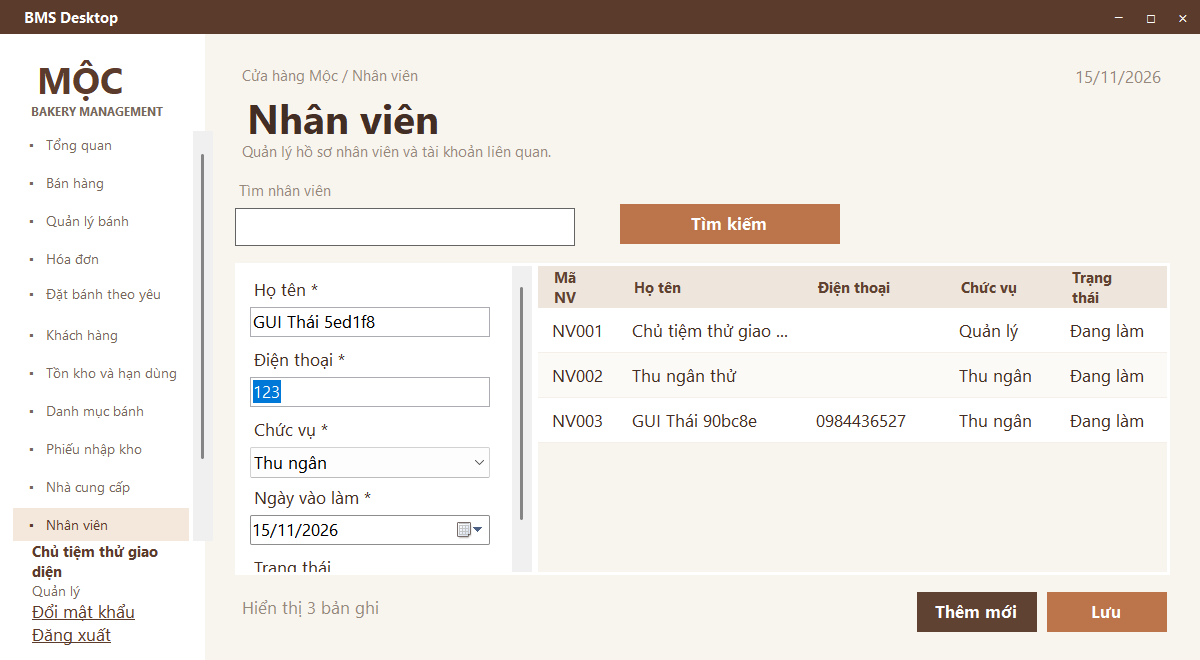 BMS Desktop
MỘC
BAKERY MANAGEMENT
Tổng quan
Bán hàng
Quản lý bánh
Hóa đơn
Đặt bánh theo yêu
Khách hàng
Tồn kho và hạn dùng
Danh mục bánh
Phiếu nhập kho
Nhà cung cấp
Nhân viên
Chủ tiệm thử giao
diện
Quản lý
Đổi mật khẩu
Đăng xuất
Cửa hàng Mộc / Nhân viên
15/11/2026
Nhân viên
Quản lý hồ sơ nhân viên và tài khoản liên quan.
Tìm nhân viên
Tìm kiếm
Họ tên *
GUI Thái 5ed1f8
Điện thoại *
123
Chức vụ *
Thu ngân
Ngày vào làm *
15/11/2026
Trạng thái
Mã NV Họ tên Điện thoại Chức vụ Trạng thái
NV001 Chủ tiệm thử giao ... Quản lý Đang làm
NV002 Thu ngân thử Thu ngân Đang làm
NV003 GUI Thái 90bc8e 0984436527 Thu ngân Đang làm
Hiển thị 3 bản ghi
Thêm mới
Lưu